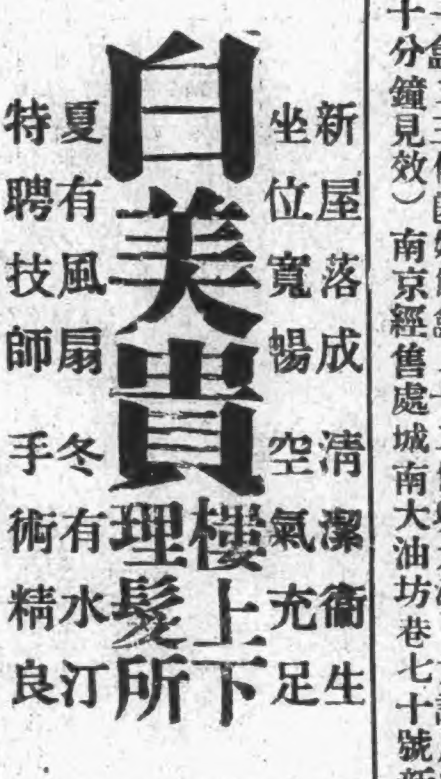 十分鐘見效）南京經售處城南大油坊巷七十號
新屋落成 清潔衞生
坐位寬暢 空氣充足
白美貴
樓上下
理髮所
夏有風扇 冬有水汀
特聘技師 手術精良